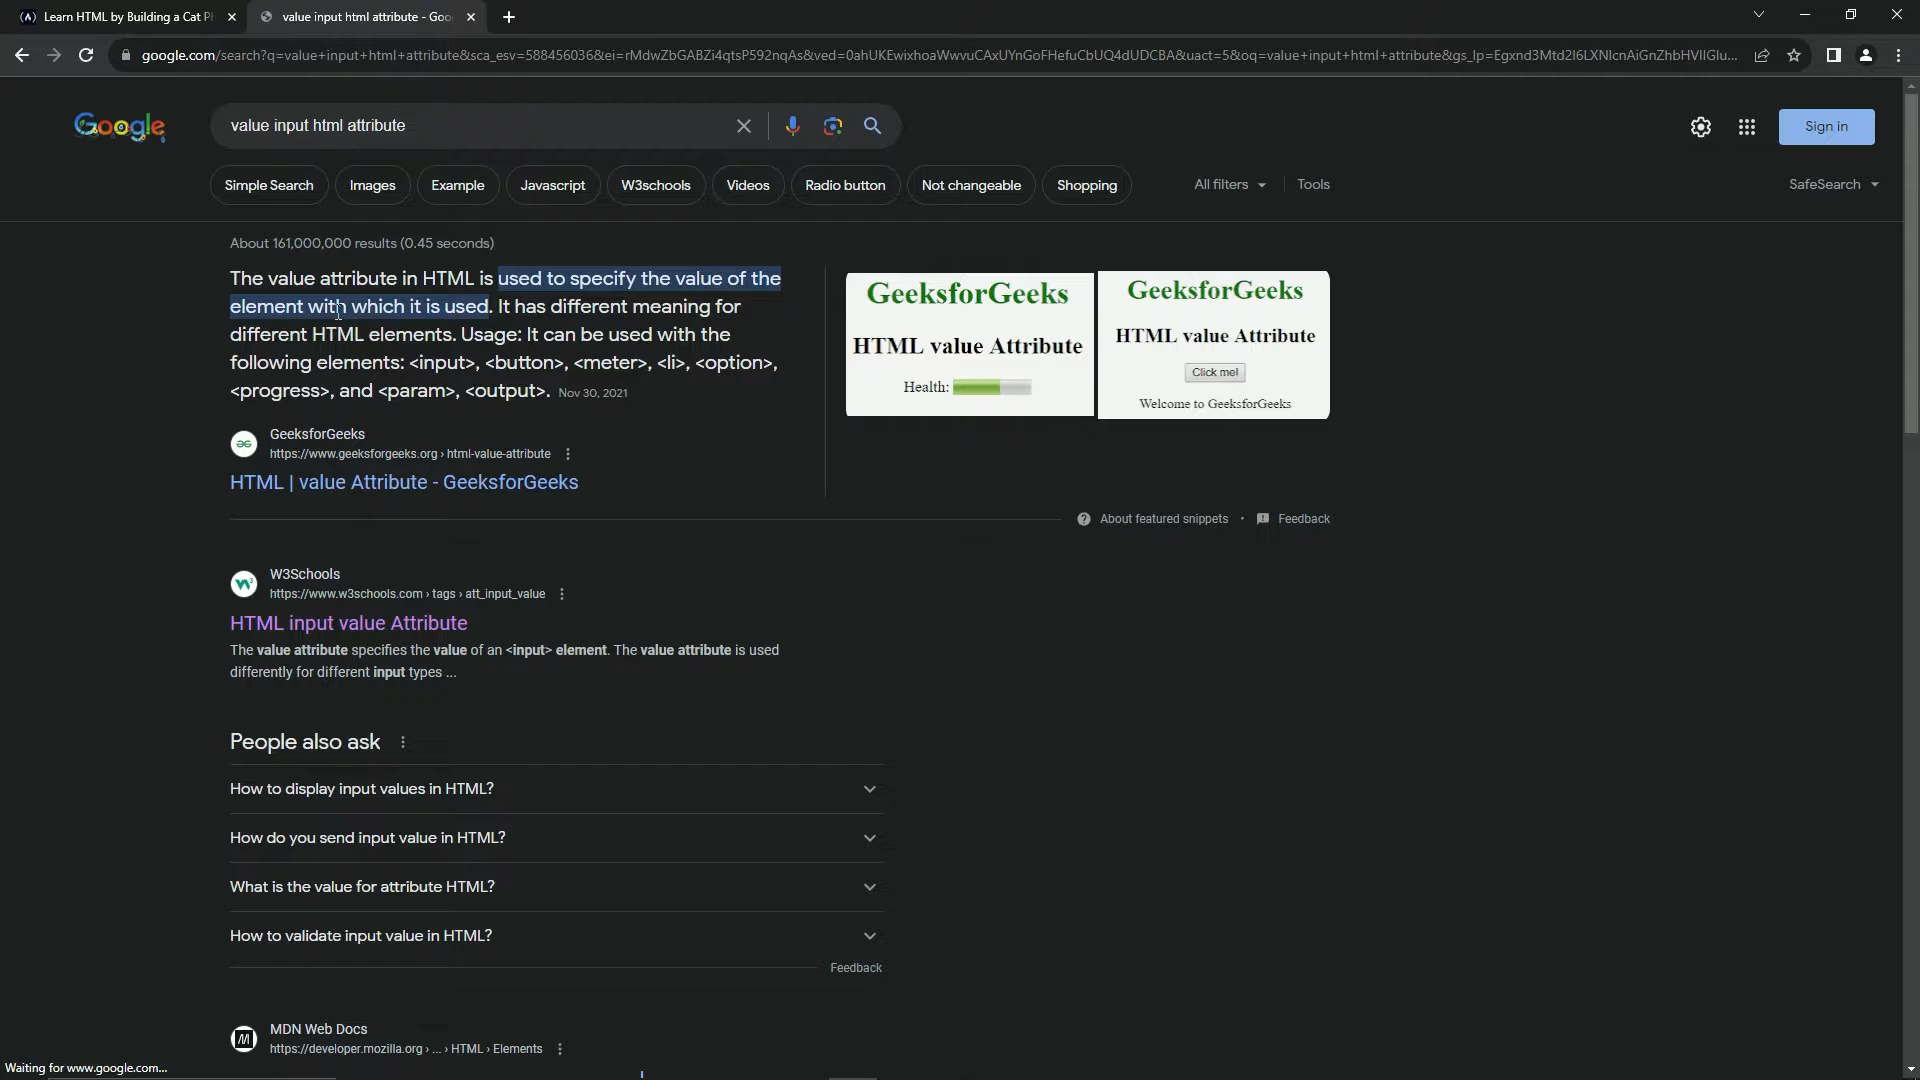 Learn HTML by Building a Cat Ph
value input html attribute - Goo
google.com/search?q=value+input+html+attribute&sca_esv=588456036&ei=rMdwZbGABZi4qtsP592nqAs&ved=0ahUKEwixhoaWwvuCAxUYnGoFHefuCbUQ4dUDCBA&uact=5&oq=value+input+html+attribute&gs_lp=Egxnd3Mtd2l6LXNlcnAiGnZhbHVlIGlu...
Google
value input html attribute
Sign in
Simple Search
Images
Example
Javascript
W3schools
Videos
Radio button
Not changeable
Shopping
All filters
Tools
SafeSearch
About 161,000,000 results (0.45 seconds)
The value attribute in HTML is used to specify the value of the
element with which it is used. It has different meaning for
different HTML elements. Usage: It can be used with the
following elements: <input>, <button>, <meter>, <li>, <option>,
<progress>, and <param>, <output>. Nov 30, 2021
GeeksforGeeks
HTML value Attribute
Health:
GeeksforGeeks
HTML value Attribute
Click me!
Welcome to GeeksforGeeks
GeeksforGeeks
https://www.geeksforgeeks.org › html-value-attribute
HTML | value Attribute - GeeksforGeeks
About featured snippets
•
Feedback
W3Schools
https://www.w3schools.com › tags › att_input_value
HTML input value Attribute
The value attribute specifies the value of an <input> element. The value attribute is used
differently for different input types ...
People also ask
How to display input values in HTML?
How do you send input value in HTML?
What is the value for attribute HTML?
How to validate input value in HTML?
Feedback
MDN Web Docs
https://developer.mozilla.org › ... › HTML › Elements
Waiting for www.google.com...